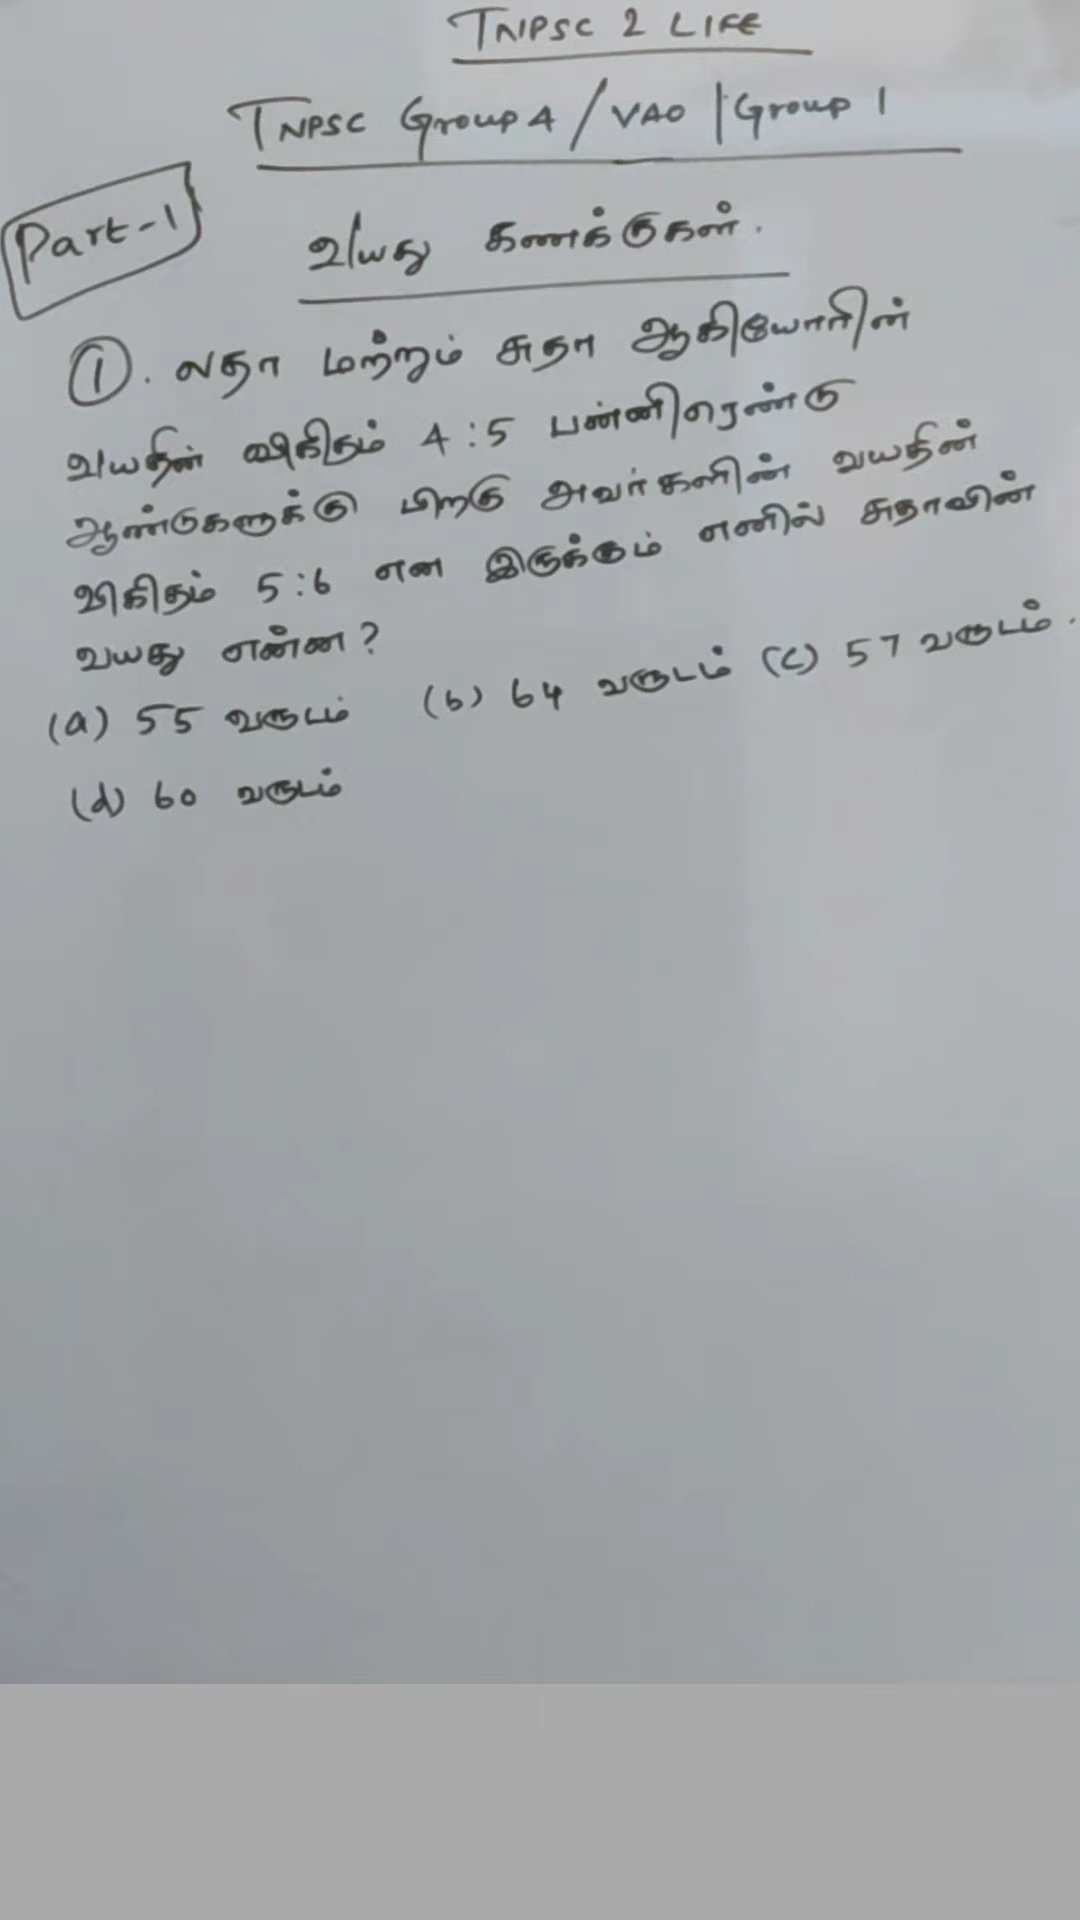 TNPSC 2 LIFE
TNPSC Group 4 / VAO | Group 1
Part-1
வயது கணக்குகள்.
①. லதா மற்றும் சுதா ஆகியோரின்
வயதின் விகிதம் 4:5 பன்னிரெண்டு
ஆண்டுகளுக்கு பிறகு அவர்களின் வயதின்
விகிதம் 5:6 என இருக்கும் எனில் சுதாவின்
வயது என்ன?
(a) 55 வருடம் (b) 64 வருடம் (c) 57 வருடம்.
(d) 60 வருடம்